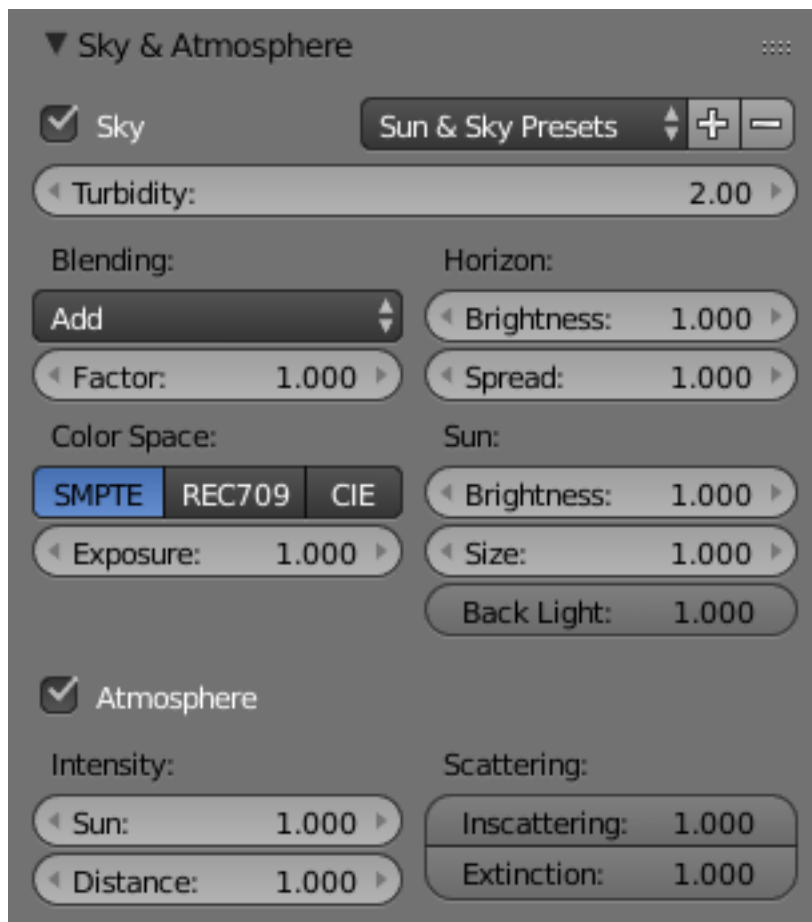 Sky & Atmosphere
Sky Sun & Sky Presets
Turbidity: 2.00
Blending: Horizon:
Add Brightness: 1.000
Factor: 1.000 Spread: 1.000
Color Space: Sun:
SMPTE REC709 CIE Brightness: 1.000
Exposure: 1.000 Size: 1.000
Back Light: 1.000
Atmosphere
Intensity: Scattering:
Sun: 1.000 Inscattering: 1.000
Distance: 1.000 Extinction: 1.000